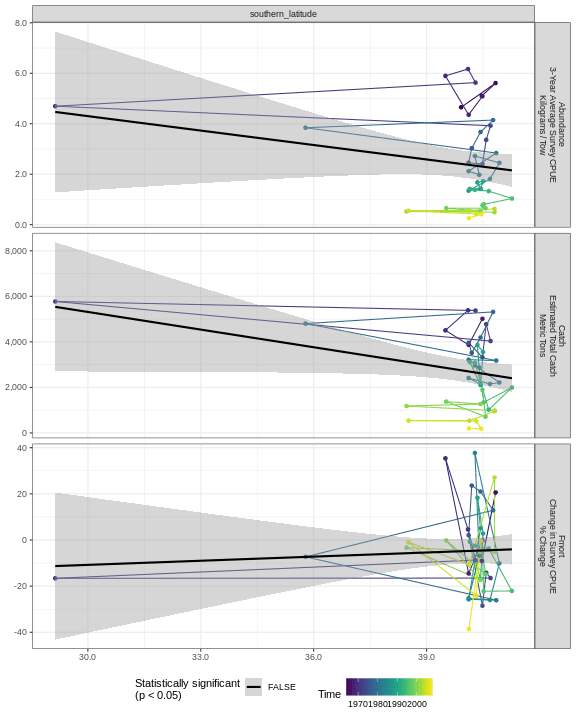 southern_latitude
8.0
6.0
4.0
2.0
0.0
Abundance
3-Year Average Survey CPUE
Kilograms / Tow
8,000
6,000
4,000
2,000
0
Catch
Estimated Total Catch
Metric Tons
40
20
0
-20
-40
Fmort
Change in Survey CPUE
% Change
30.0
33.0
36.0
39.0
Statistically significant
(p < 0.05)
FALSE
Time
1970198019902000